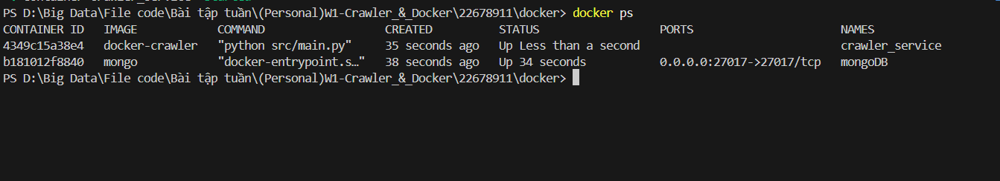 PS D:\Big Data\File code\Bài tập tuần\(Personal)W1-Crawler_&_Docker\22678911\docker> docker ps
CONTAINER ID   IMAGE            COMMAND                  CREATED          STATUS                  PORTS                      NAMES
4349c15a38e4   docker-crawler   "python src/main.py"     35 seconds ago   Up Less than a second                              crawler_service
b181012f8840   mongo            "docker-entrypoint.s…"   38 seconds ago   Up 34 seconds           0.0.0.0:27017->27017/tcp   mongoDB
PS D:\Big Data\File code\Bài tập tuần\(Personal)W1-Crawler_&_Docker\22678911\docker>